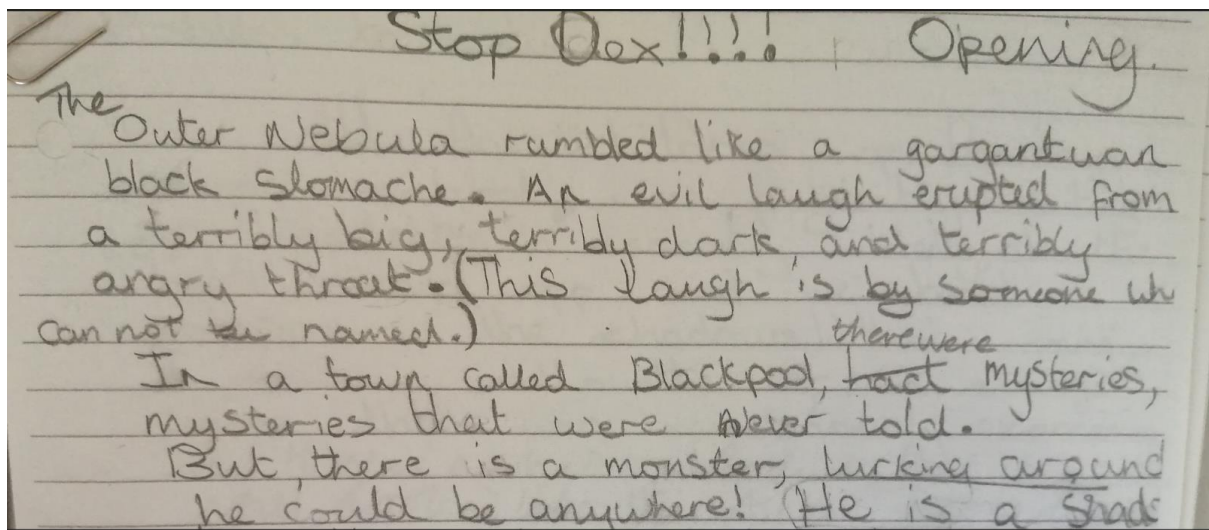 Stop Dex!!!! Opening.
The Outer Nebula rumbled like a gargantuan
black stomache. An evil laugh erupted from
a terribly big, terribly dark, and terribly
angry throat. (This laugh is by someone wh
can not be named.)
In a town called Blackpool, there were mysteries,
mysteries that were never told.
But, there is a monster, lurking around
he could be anywhere! (He is a Shado